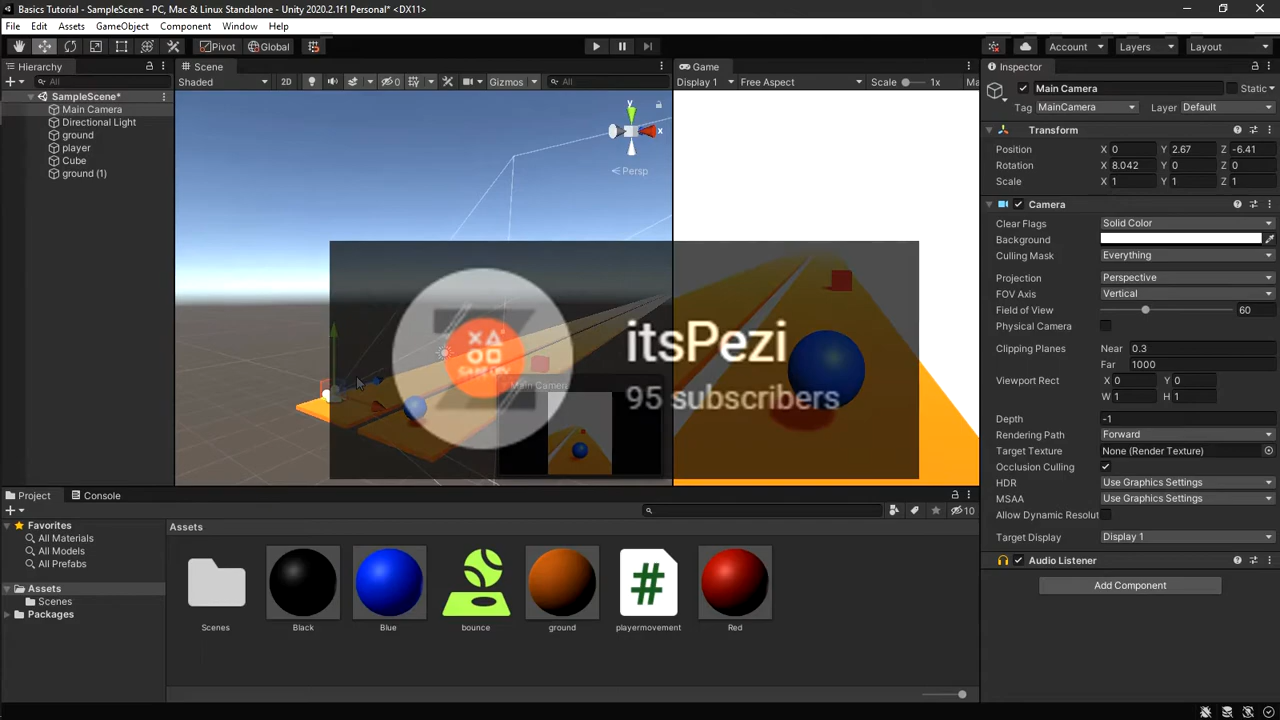 Basics Tutorial - SampleScene - PC, Mac & Linux Standalone - Unity 2020.2.1f1 Personal* <DX11>
File Edit Assets GameObject Component Window Help
Pivot Global Account Layers Layout
Hierarchy
All
SampleScene*
Main Camera
Directional Light
ground
player
Cube
ground (1)
Scene
Shaded 2D 0 Gizmos All
y
x
Persp
Main Camera
Game
Display 1 Free Aspect Scale 1x Ma
itsPezi
95 subscribers
GAME DEV
Inspector
Main Camera Static
Tag MainCamera Layer Default
Transform
Position X 0 Y 2.67 Z -6.41
Rotation X 8.042 Y 0 Z 0
Scale X 1 Y 1 Z 1
Camera
Clear Flags Solid Color
Background
Culling Mask Everything
Projection Perspective
FOV Axis Vertical
Field of View 60
Physical Camera
Clipping Planes Near 0.3
Far 1000
Viewport Rect X 0 Y 0
W 1 H 1
Depth -1
Rendering Path Forward
Target Texture None (Render Texture)
Occlusion Culling
HDR Use Graphics Settings
MSAA Use Graphics Settings
Allow Dynamic Resolut
Target Display Display 1
Audio Listener
Add Component
Project Console
10
Favorites
All Materials
All Models
All Prefabs
Assets
Scenes
Packages
Assets
Scenes Black Blue bounce ground playermovement Red